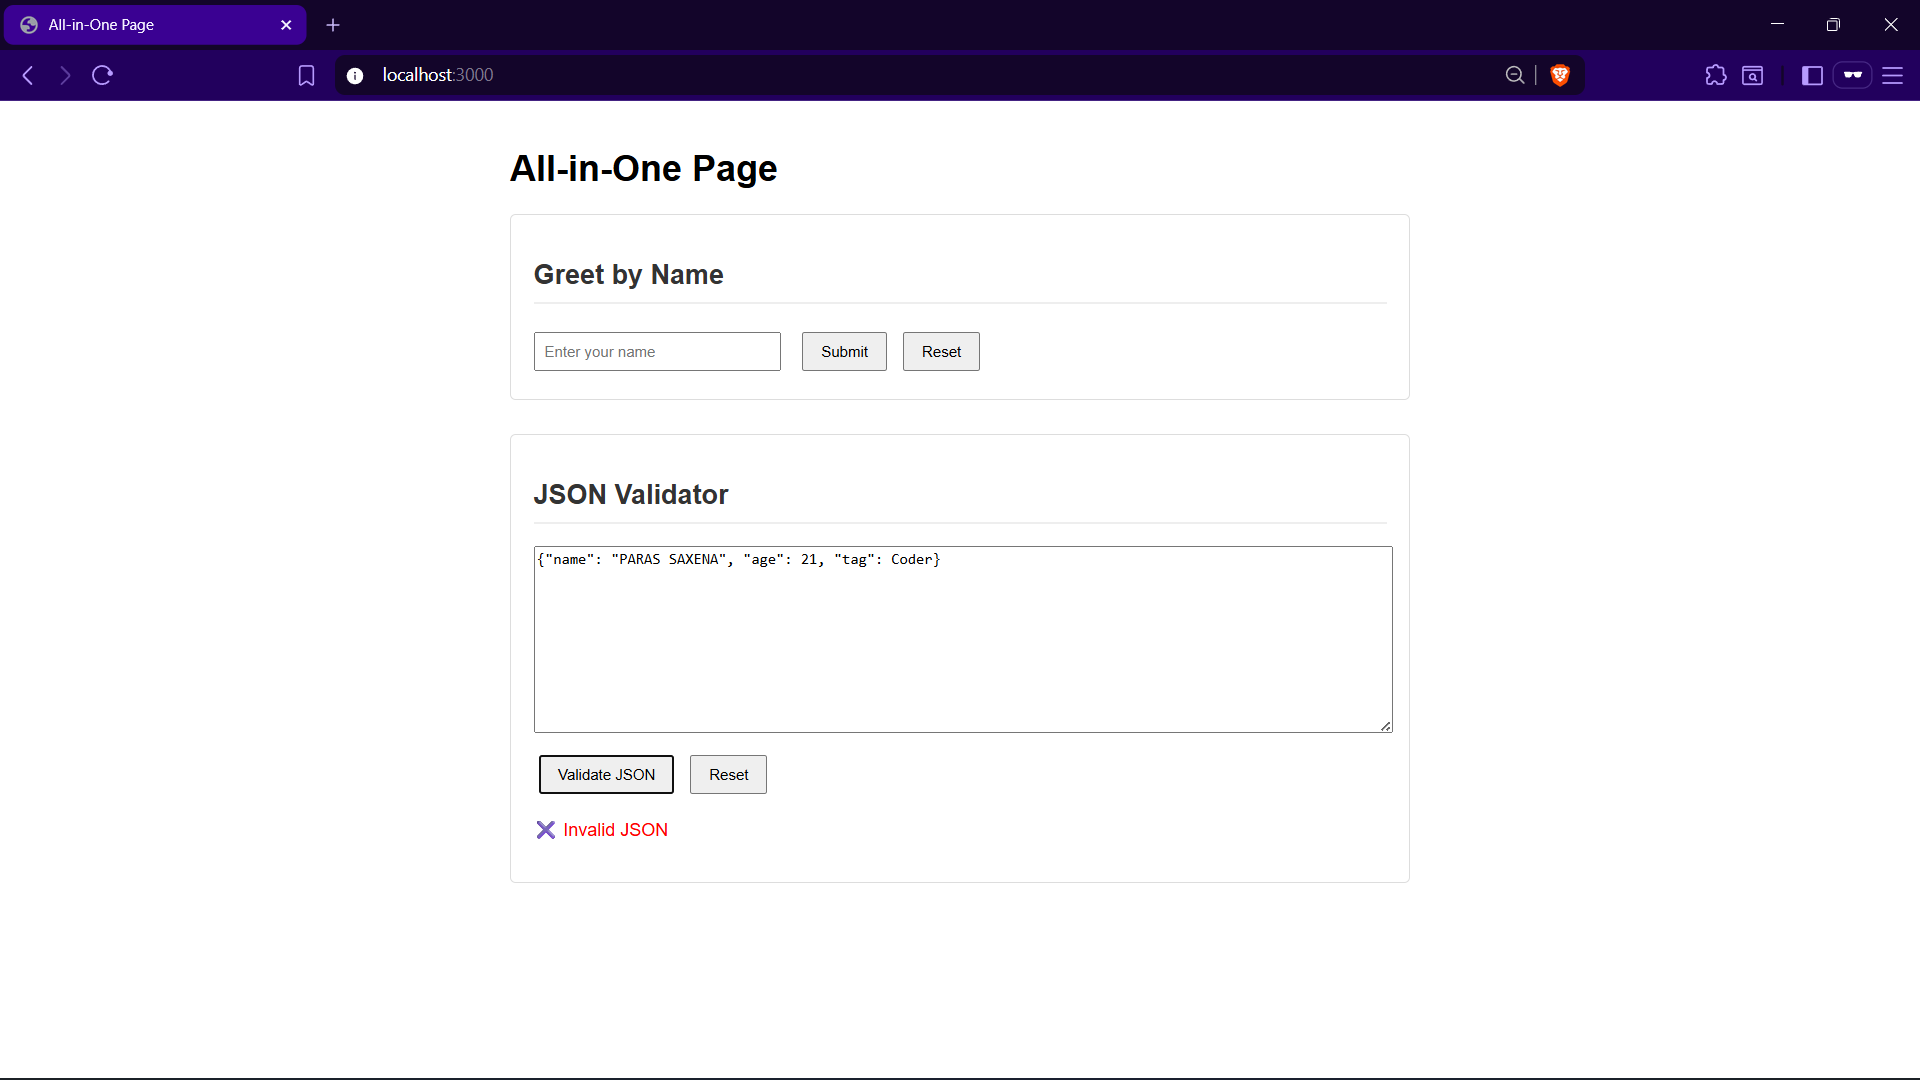 All-in-One Page
localhost:3000
All-in-One Page
Greet by Name
Enter your name
Submit
Reset
JSON Validator
{"name": "PARAS SAXENA", "age": 21, "tag": Coder}
Validate JSON
Reset
❌ Invalid JSON